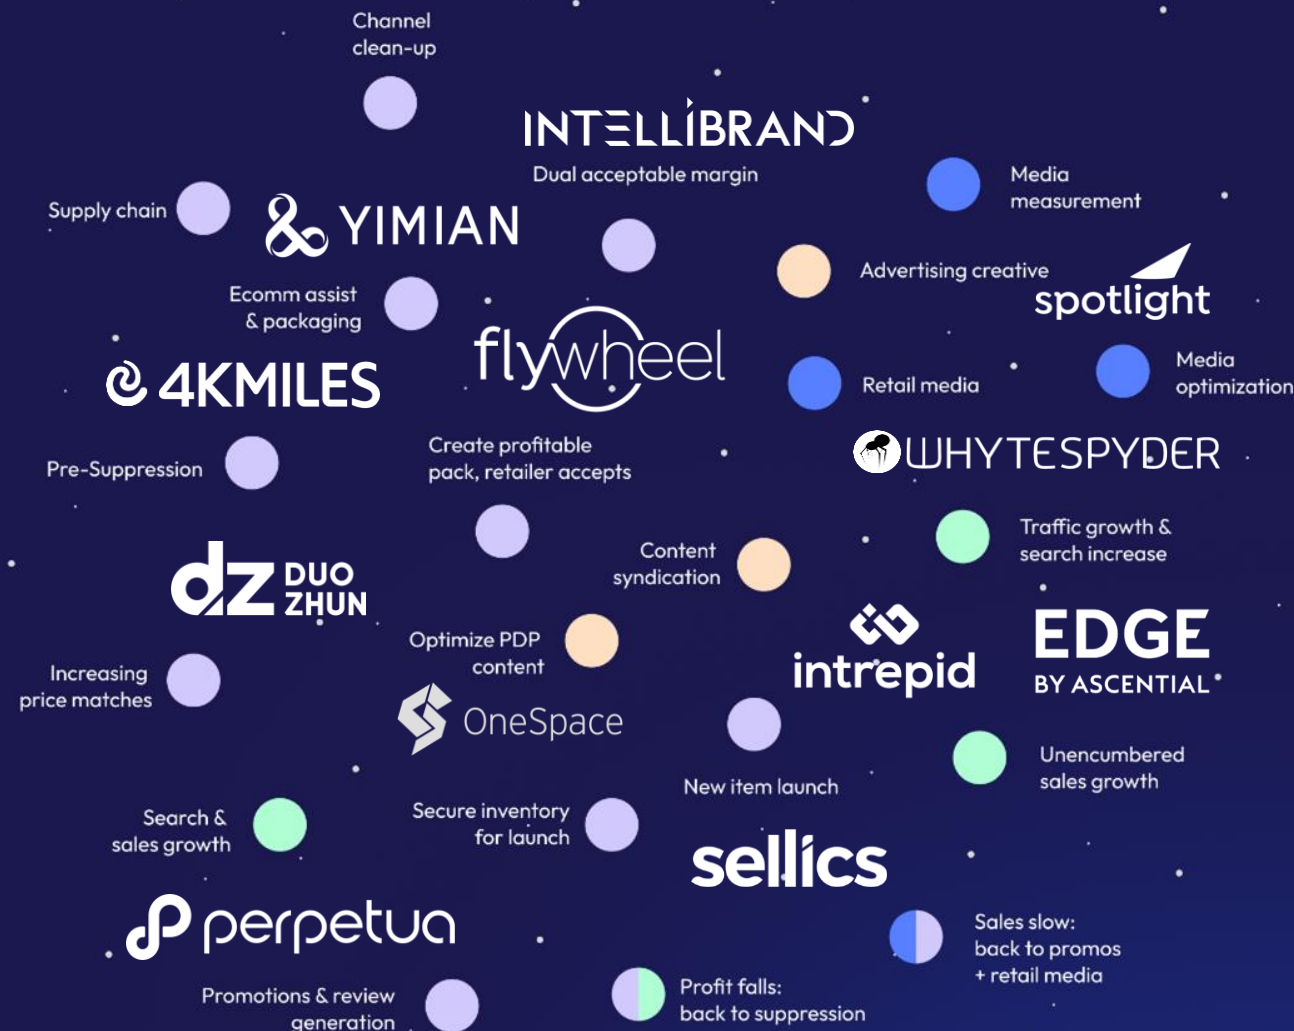 Channel
clean-up
INTELLIBRAND
Dual acceptable margin
Media
measurement
Supply chain
YIMIAN
Advertising creative
spotlight
Ecomm assist
& packaging
flywheel
4KMILES
Retail media
Media
optimization
Create profitable
pack, retailer accepts
WHYTESPYDER
Pre-Suppression
Traffic growth &
search increase
Content
syndication
dz DUO
ZHUN
Optimize PDP
content
intrepid
EDGE
BY ASCENTIAL
Increasing
price matches
OneSpace
Unencumbered
sales growth
New item launch
Search &
sales growth
Secure inventory
for launch
sellics
perpetua
Sales slow:
back to promos
+ retail media
Promotions & review
generation
Profit falls:
back to suppression